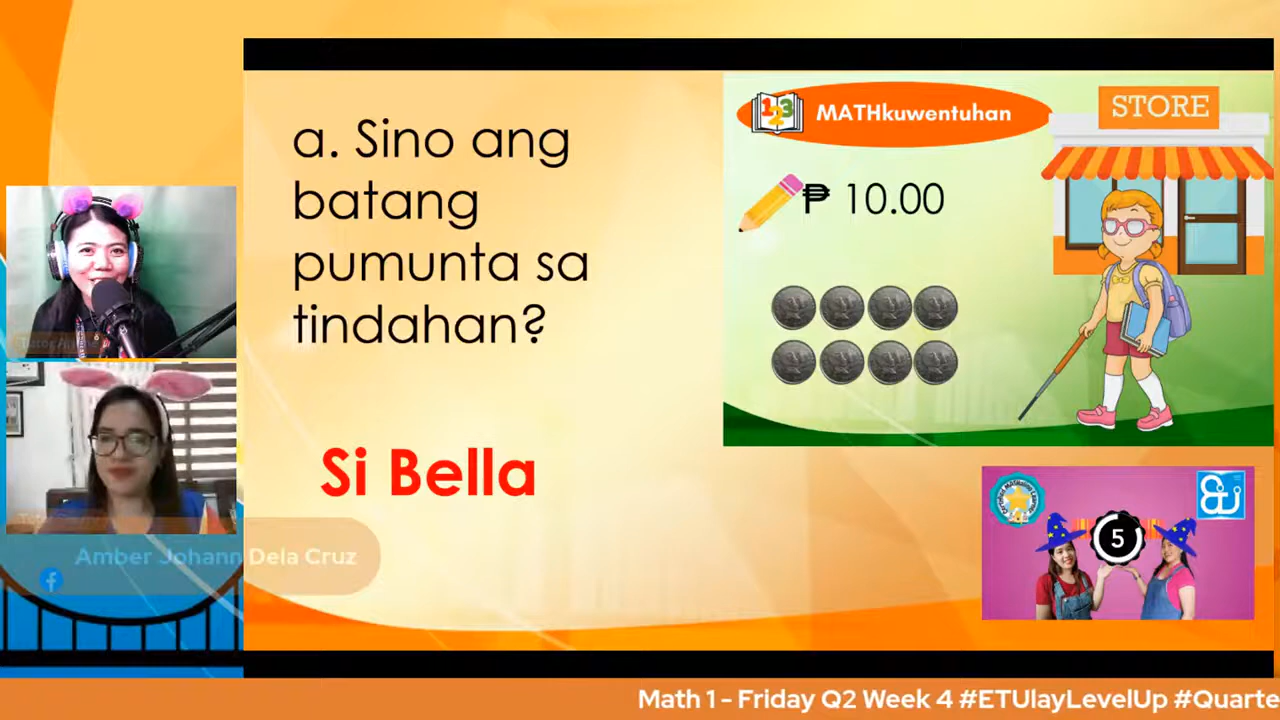 a. Sino ang
batang
pumunta sa
tindahan?
Si Bella
123
MATHkuwentuhan
STORE
₱ 10.00
5
Amber Johann Dela Cruz
Math 1 - Friday Q2 Week 4 #ETUlayLevelUp #Quarte